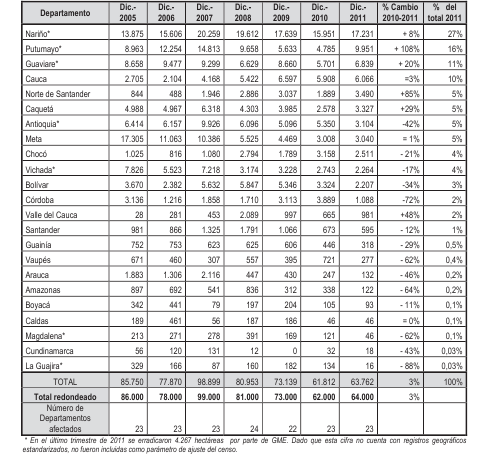 Departamento Dic.- 2005 Dic.- 2006 Dic.- 2007 Dic.- 2008 Dic.- 2009 Dic.- 2010 Dic.- 2011 % Cambio 2010-2011 % del total 2011
Nariño* 13.875 15.606 20.259 19.612 17.639 15.951 17.231 + 8% 27%
Putumayo* 8.963 12.254 14.813 9.658 5.633 4.785 9.951 + 108% 16%
Guaviare* 8.658 9.477 9.299 6.629 8.660 5.701 6.839 + 20% 11%
Cauca 2.705 2.104 4.168 5.422 6.597 5.908 6.066 =3% 10%
Norte de Santander 844 488 1.946 2.886 3.037 1.889 3.490 +85% 5%
Caquetá 4.988 4.967 6.318 4.303 3.985 2.578 3.327 +29% 5%
Antioquia* 6.414 6.157 9.926 6.096 5.096 5.350 3.104 -42% 5%
Meta 17.305 11.063 10.386 5.525 4.469 3.008 3.040 = 1% 5%
Chocó 1.025 816 1.080 2.794 1.789 3.158 2.511 - 21% 4%
Vichada* 7.826 5.523 7.218 3.174 3.228 2.743 2.264 -17% 4%
Bolívar 3.670 2.382 5.632 5.847 5.346 3.324 2.207 -34% 3%
Córdoba 3.136 1.216 1.858 1.710 3.113 3.889 1.088 -72% 2%
Valle del Cauca 28 281 453 2.089 997 665 981 +48% 2%
Santander 981 866 1.325 1.791 1.066 673 595 - 12% 1%
Guainía 752 753 623 625 606 446 318 - 29% 0,5%
Vaupés 671 460 307 557 395 721 277 - 62% 0,4%
Arauca 1.883 1.306 2.116 447 430 247 132 - 46% 0,2%
Amazonas 897 692 541 836 312 338 122 - 64% 0,2%
Boyacá 342 441 79 197 204 105 93 - 11% 0,1%
Caldas 189 461 56 187 186 46 46 = 0% 0,1%
Magdalena* 213 271 278 391 169 121 46 - 62% 0,1%
Cundinamarca 56 120 131 12 0 32 18 - 43% 0,03%
La Guajira* 329 166 87 160 182 134 16 - 88% 0,03%
TOTAL 85.750 77.870 98.899 80.953 73.139 61.812 63.762 3% 100%
Total redondeado 86.000 78.000 99.000 81.000 73.000 62.000 64.000 3%
Número de
Departamentos
afectados 23 23 23 24 22 23 23
* En el último trimestre de 2011 se erradicaron 4.267 hectáreas por parte de GME. Dado que esta cifra no cuenta con registros geográficos
estandarizados, no fueron incluidas como parámetro de ajuste del censo.